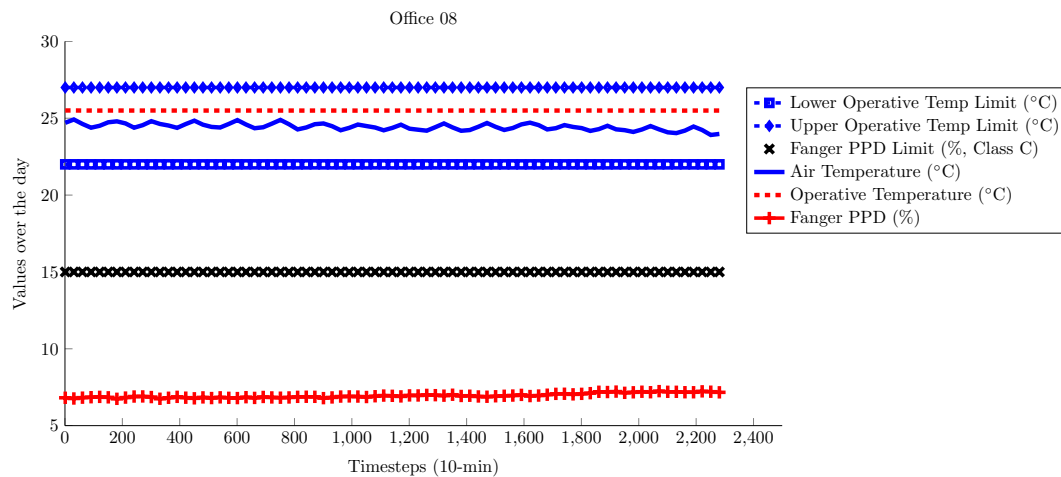 Office 08
30
25
20
15
10
5
Values over the day
0
200
400
600
800
1,000
1,200
1,400
1,600
1,800
2,000
2,200
2,400
Timesteps (10-min)
Lower Operative Temp Limit (°C)
Upper Operative Temp Limit (°C)
Fanger PPD Limit (%, Class C)
Air Temperature (°C)
Operative Temperature (°C)
Fanger PPD (%)